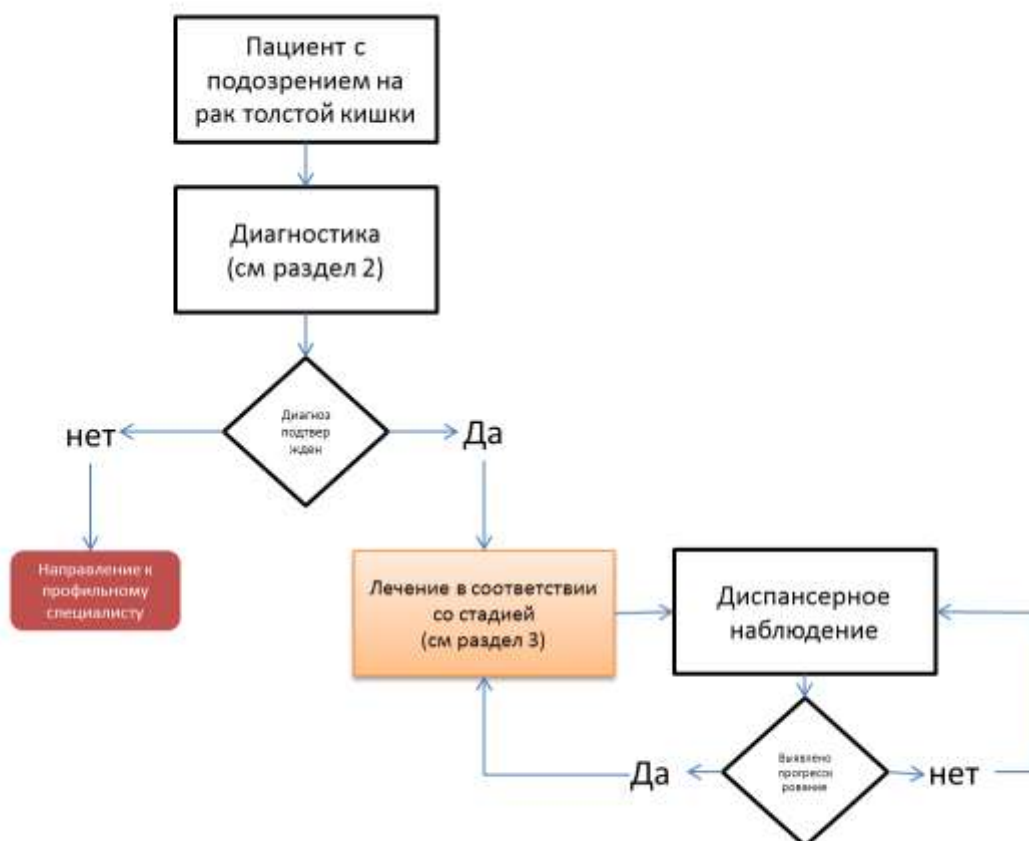 Пациент с
подозрением на
рак толстой кишки
Диагностика
(см раздел 2)
Диагноз
подтвер
жден
нет
Да
Направление к
профильному
специалисту
Лечение в соответствии
со стадией
(см раздел 3)
Диспансерное
наблюдение
Выявлено
прогресси
рование
Да
нет